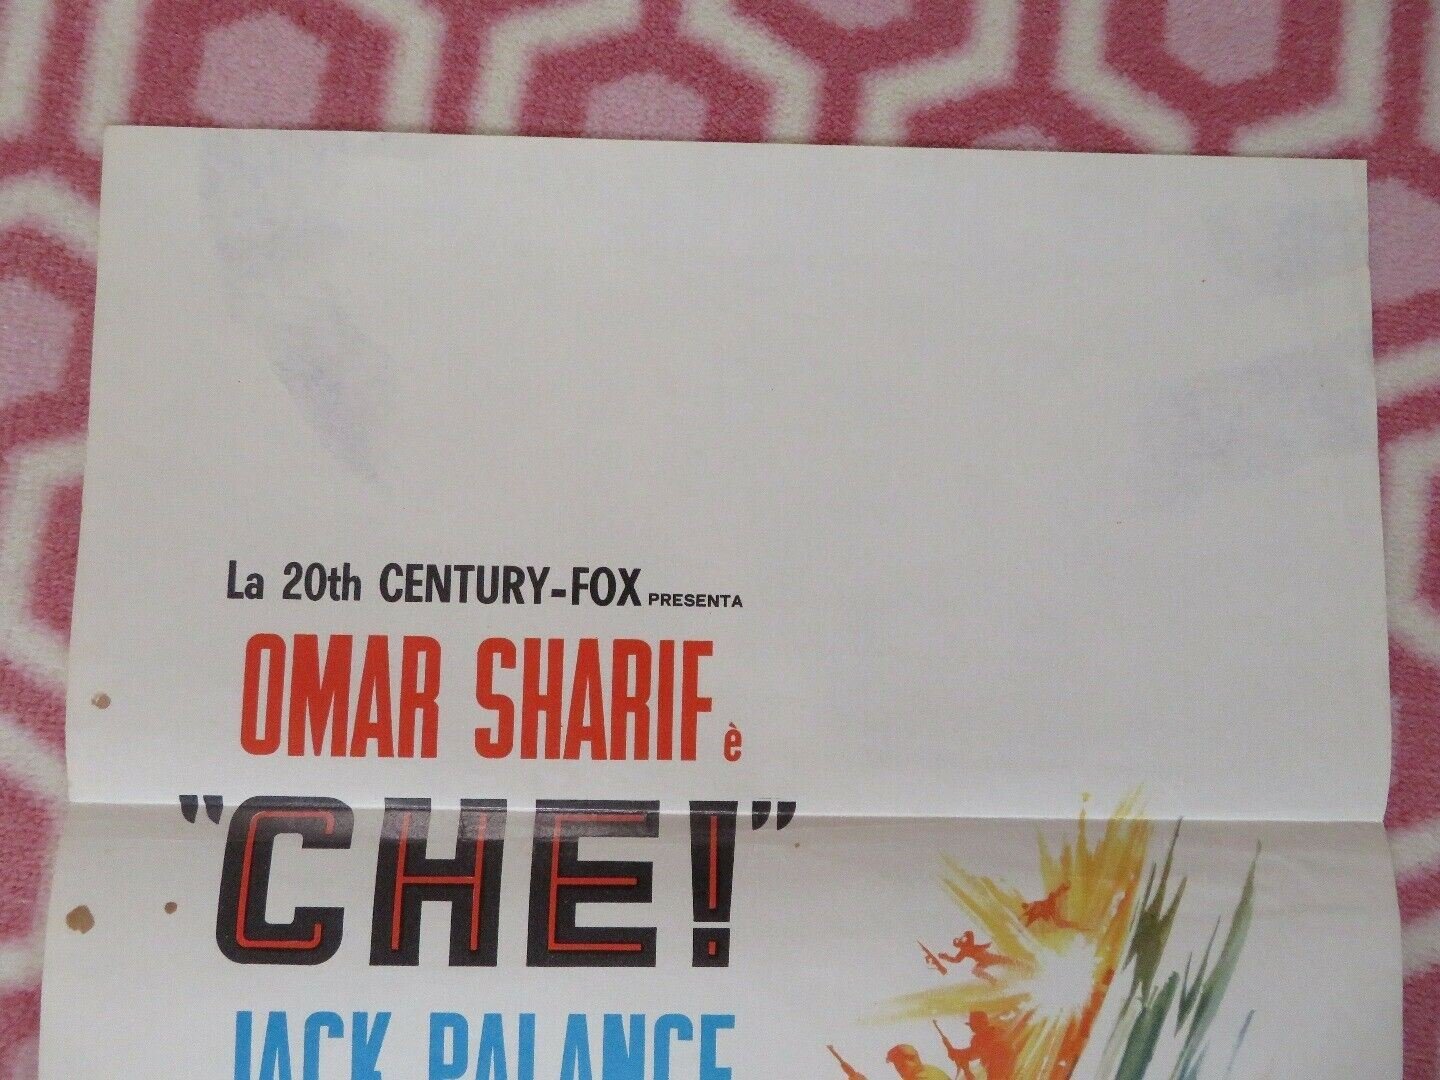 La 20th CENTURY-FOX PRESENTA
OMAR SHARIF è
"CHE!"
JACK PALANCE